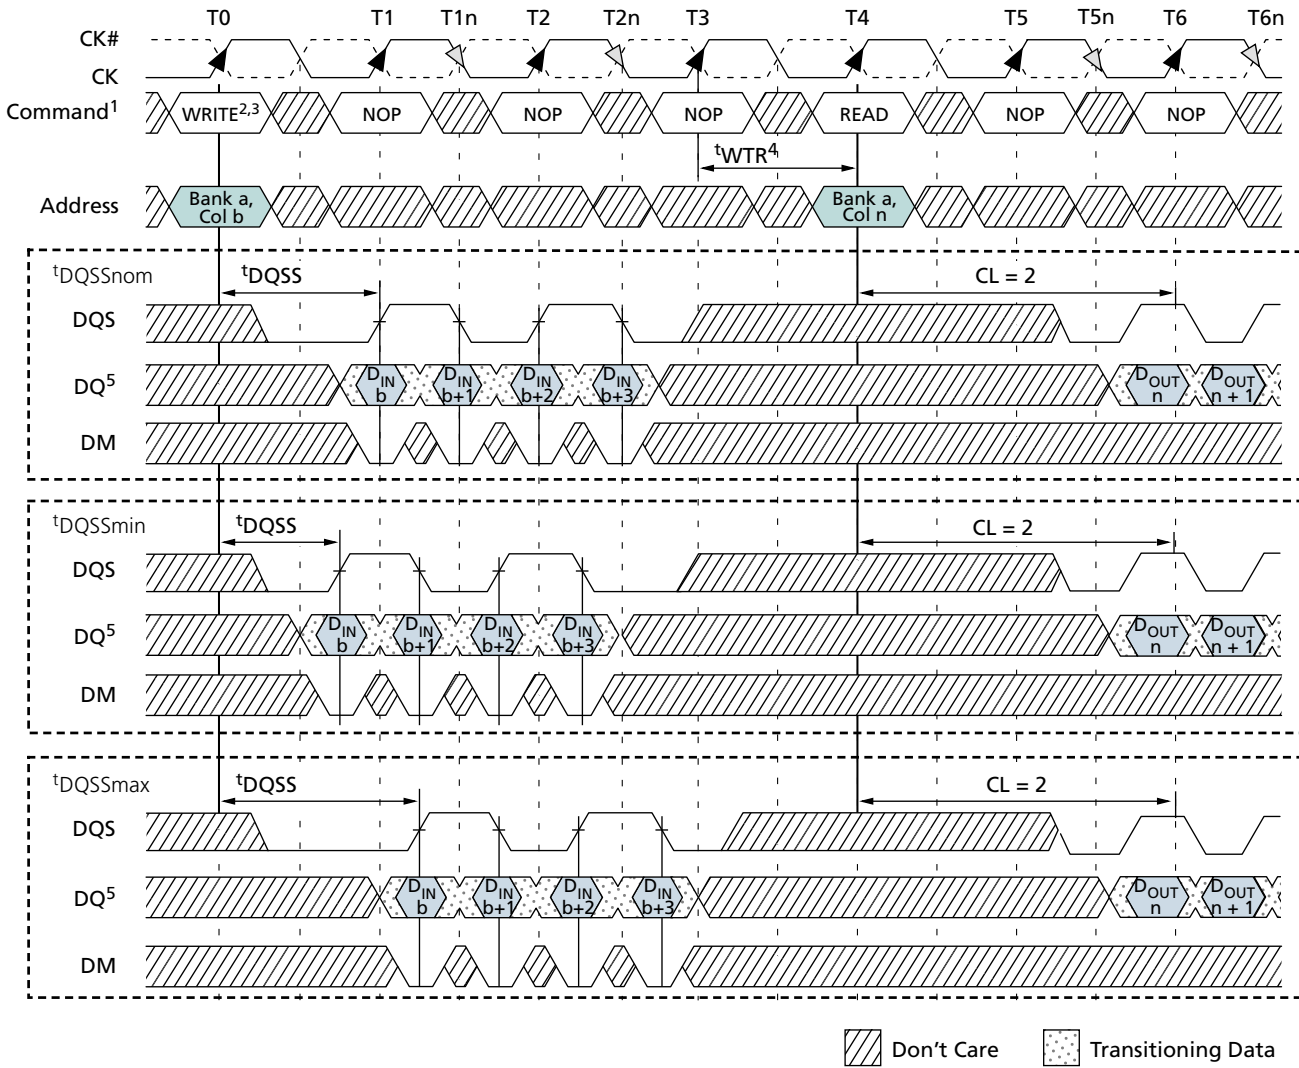 T0 T1 T1n T2 T2n T3 T4 T5 T5n T6 T6n
CK#
CK
Command1 WRITE2,3 NOP NOP NOP READ NOP NOP
tWTR4
Address Bank a, Bank a,
Col b Col n
tDQSSnom tDQSS CL = 2
DQS
DQ5 DIN DIN DIN DIN DOUT DOUT
b b+1 b+2 b+3 n n + 1
DM
tDQSSmin tDQSS CL = 2
DQS
DQ5 DIN DIN DIN DIN DOUT DOUT
b b+1 b+2 b+3 n n + 1
DM
tDQSSmax tDQSS CL = 2
DQS
DQ5 DIN DIN DIN DIN DOUT DOUT
b b+1 b+2 b+3 n n + 1
DM
Don't Care Transitioning Data